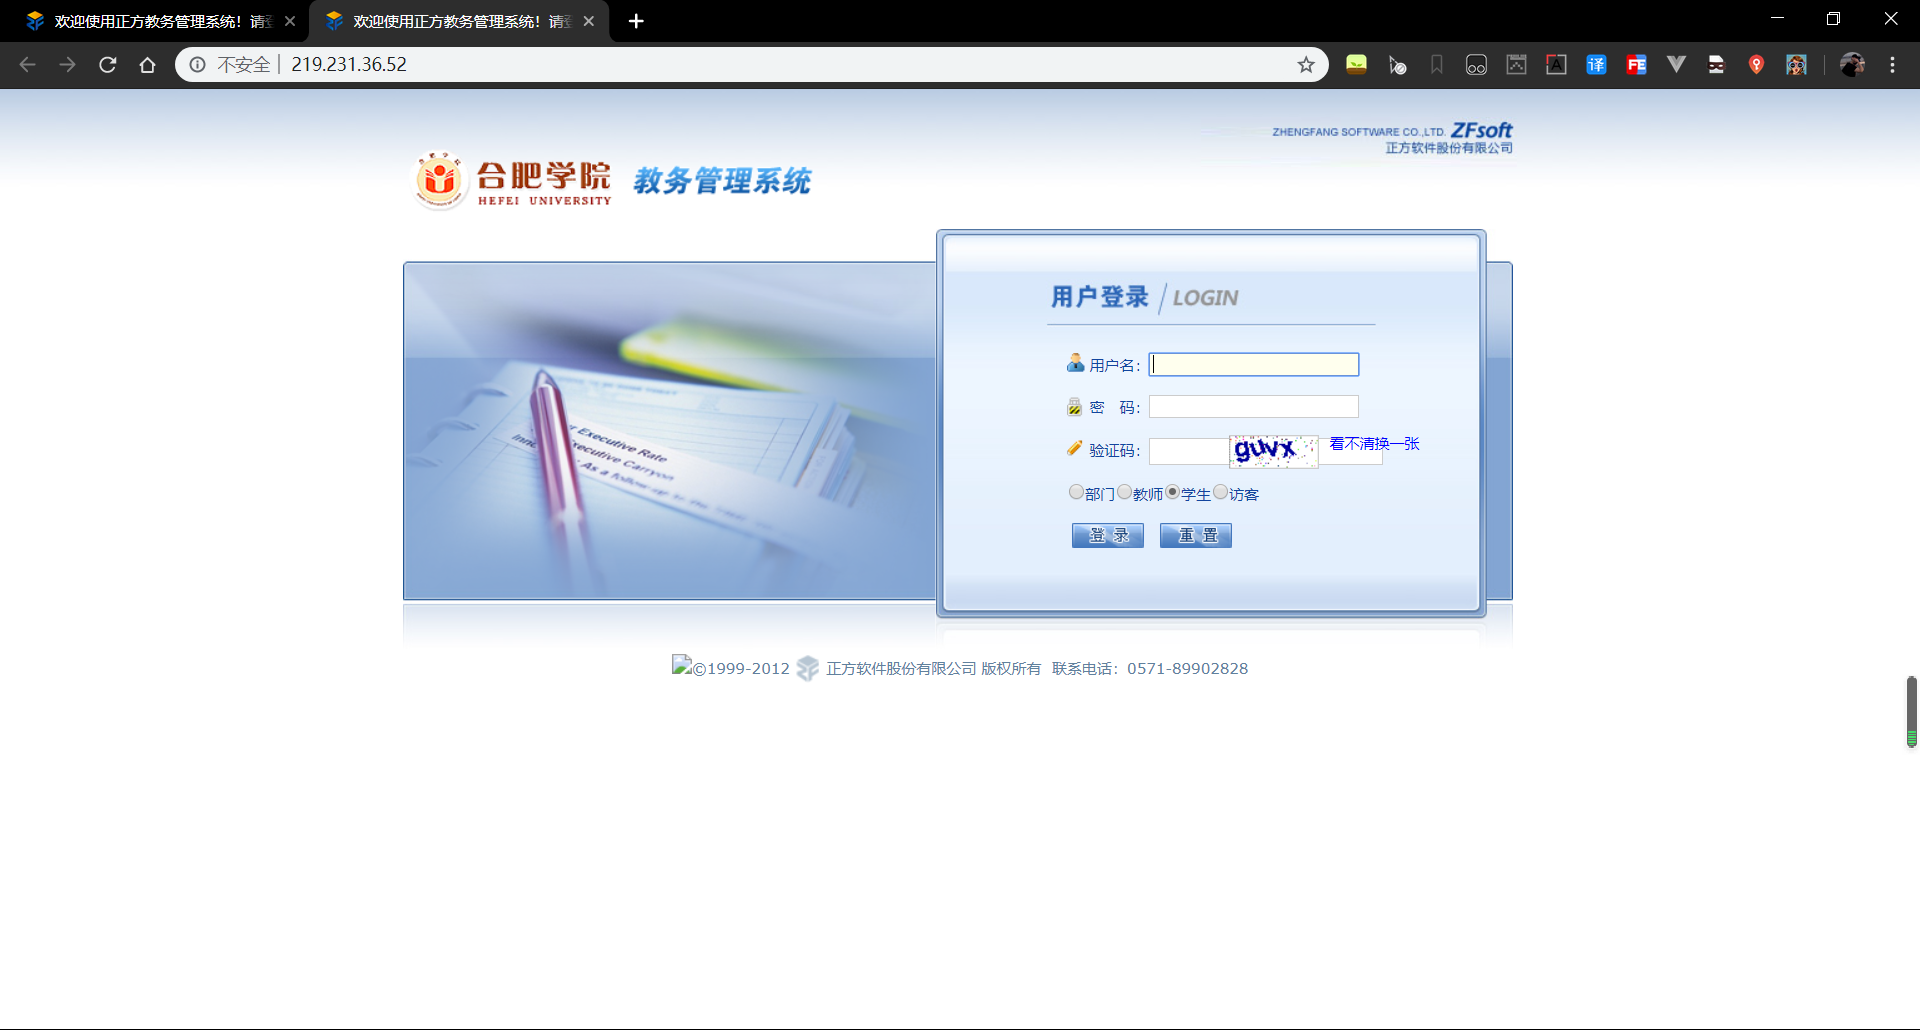 欢迎使用正方教务管理系统！请登
欢迎使用正方教务管理系统！请登
不安全 219.231.36.52
译
FE
ZHENGFANG SOFTWARE CO.,LTD. ZFsoft
正方软件股份有限公司
合肥学院 教务管理系统
HEFEI UNIVERSITY
用户登录 LOGIN
用户名：
密 码：
验证码： guvx 看不清换一张
部门 教师 学生 访客
登 录 重 置
Executive Rate
Executive Carryon
As a follow-up to the
©1999-2012 正方软件股份有限公司 版权所有 联系电话：0571-89902828